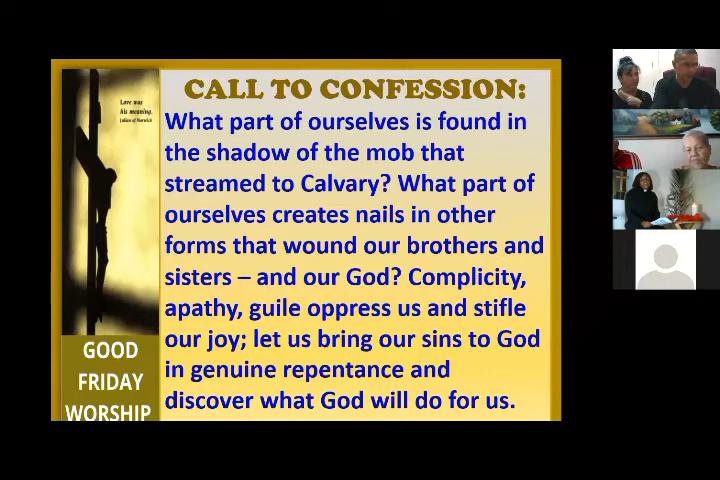 Love was
his meaning.
Julian of Norwich
GOOD
FRIDAY
WORSHIP
CALL TO CONFESSION:
What part of ourselves is found in
the shadow of the mob that
streamed to Calvary? What part of
ourselves creates nails in other
forms that wound our brothers and
sisters – and our God? Complicity,
apathy, guile oppress us and stifle
our joy; let us bring our sins to God
in genuine repentance and
discover what God will do for us.